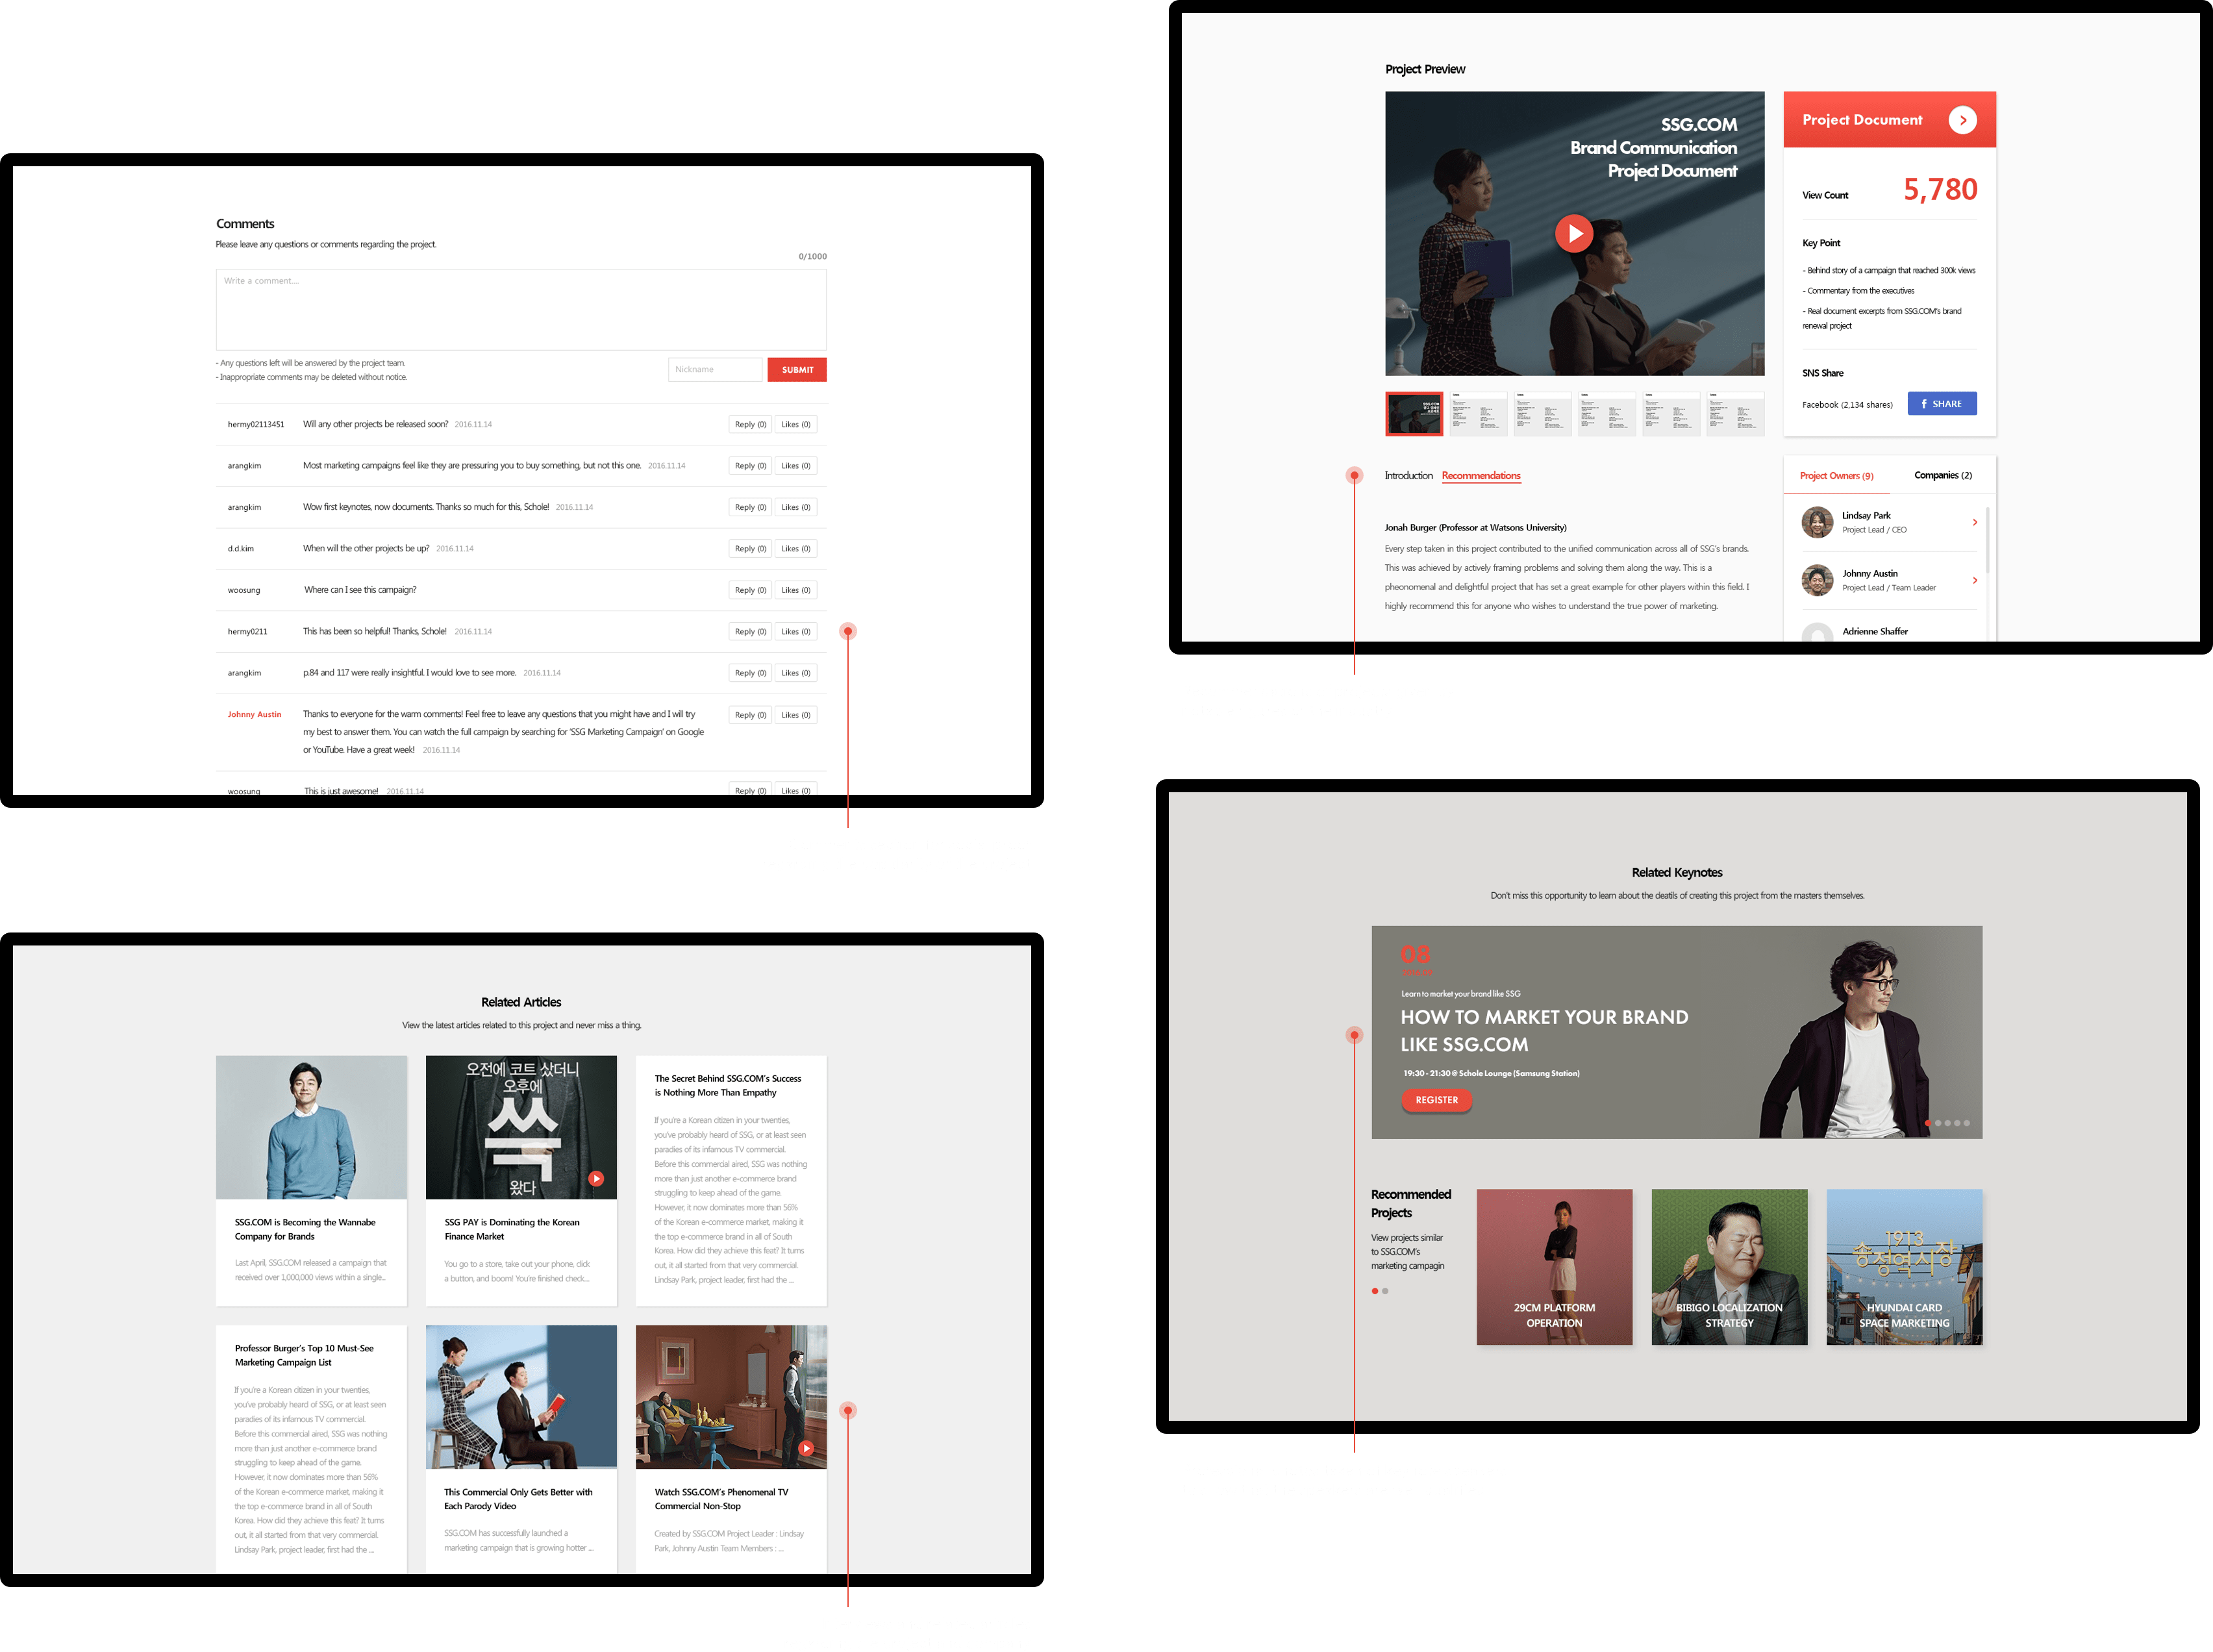 Comments
Please leave any questions or comments regarding the project.
0/1000
Write a comment....
- Any questions left will be answered by the project team.
- Inappropriate comments may be deleted without notice.
Nickname
SUBMIT
hermy02113451 Will any other projects be released soon? 2016.11.14 Reply (0) Likes (0)
arangkim Most marketing campaigns feel like they are pressuring you to buy something, but not this one. 2016.11.14 Reply (0) Likes (0)
arangkim Wow first keynotes, now documents. Thanks so much for this, Schole! 2016.11.14 Reply (0) Likes (0)
d.d.kim When will the other projects be up? 2016.11.14 Reply (0) Likes (0)
woosung Where can I see this campaign? Reply (0) Likes (0)
hermy0211 This has been so helpful! Thanks, Schole! 2016.11.14 Reply (0) Likes (0)
arangkim p.84 and 117 were really insightful. I would love to see more. 2016.11.14 Reply (0) Likes (0)
Johnny Austin Thanks to everyone for the warm comments! Feel free to leave any questions that you might have and I will try Reply (0) Likes (0)
my best to answer them. You can watch the full campaign by searching for 'SSG Marketing Campaign' on Google
or YouTube. Have a great week! 2016.11.14
woosung This is just awesome! 2016.11.14 Reply (0) Likes (0)
Project Preview
SSG.COM
Brand Communication
Project Document
Project Document
View Count 5,780
Key Point
- Behind story of a campaign that reached 300k views
- Commentary from the executives
- Real document excerpts from SSG.COM's brand
renewal project
SNS Share
Facebook (2,134 shares) f SHARE
Introduction Recommendations
Jonah Burger (Professor at Watsons University)
Every step taken in this project contributed to the unified communication across all of SSG's brands.
This was achieved by actively framing problems and solving them along the way. This is a
pheonomenal and delightful project that has set a great example for other players within this field. I
highly recommend this for anyone who wishes to understand the true power of marketing.
Project Owners (9) Companies (2)
Lindsay Park
Project Lead / CEO
Johnny Austin
Project Lead / Team Leader
Adrienne Shaffer
Related Articles
View the latest articles related to this project and never miss a thing.
SSG.COM is Becoming the Wannabe
Company for Brands
Last April, SSG.COM released a campaign that
received over 1,000,000 views within a single...
오전에 코트 샀더니
오후에
쓱
왔다
SSG PAY is Dominating the Korean
Finance Market
You go to a store, take out your phone, click
a button, and boom! You're finished check....
The Secret Behind SSG.COM's Success
is Nothing More Than Empathy
If you're a Korean citizen in your twenties,
you've probably heard of SSG, or at least seen
paradies of its infamous TV commercial.
Before this commercial aired, SSG was nothing
more than just another e-commerce brand
struggling to keep ahead of the game.
However, it now dominates more than 56%
of the Korean e-commerce market, making it
the top e-commerce brand in all of South
Korea. How did they achieve this feat? It turns
out, it all started from that very commercial.
Lindsay Park, project leader, first had the ...
Professor Burger's Top 10 Must-See
Marketing Campaign List
If you're a Korean citizen in your twenties,
you've probably heard of SSG, or at least seen
paradies of its infamous TV commercial.
Before this commercial aired, SSG was nothing
more than just another e-commerce brand
struggling to keep ahead of the game.
However, it now dominates more than 56%
of the Korean e-commerce market, making it
the top e-commerce brand in all of South
Korea. How did they achieve this feat? It turns
out, it all started from that very commercial.
Lindsay Park, project leader, first had the ...
This Commercial Only Gets Better with
Each Parody Video
SSG.COM has successfully launched a
marketing campaign that is growing hotter ...
Watch SSG.COM's Phenomenal TV
Commercial Non-Stop
Created by SSG.COM Project Leader : Lindsay
Park, Johnny Austin Team Members : ...
Related Keynotes
Don't miss this opportunity to learn about the deatils of creating this project from the masters themselves.
08
Learn to market your brand like SSG
HOW TO MARKET YOUR BRAND
LIKE SSG.COM
19:30 - 21:30 @ Schole Lounge (Samsung Station)
REGISTER
Recommended
Projects
View projects similar
to SSG.COM's
marketing campagin
29CM PLATFORM
OPERATION
BIBIGO LOCALIZATION
STRATEGY
1913
송정역시장
HYUNDAI CARD
SPACE MARKETING